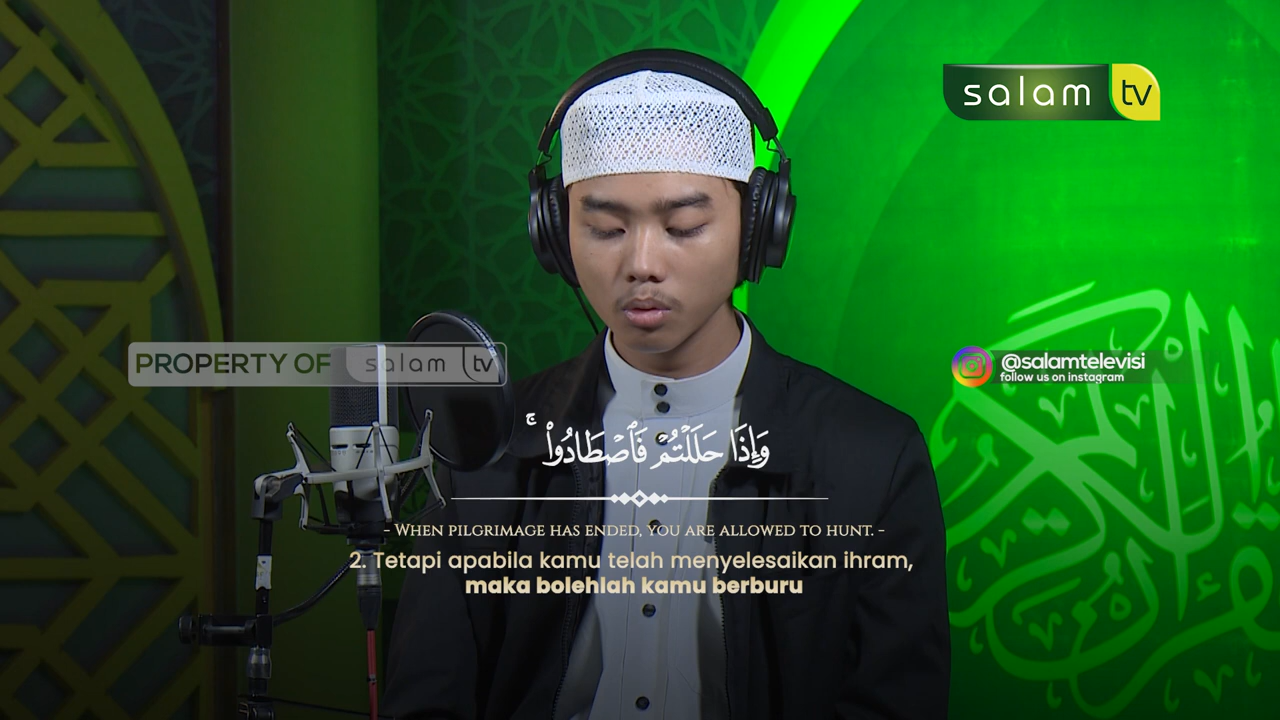 salam tv
PROPERTY OF salam tv
@salamtelevisi
follow us on instagram
وَإِذَا حَلَلْتُمْ فَٱصْطَادُوا۟ ۚ
- WHEN PILGRIMAGE HAS ENDED, YOU ARE ALLOWED TO HUNT. -
2. Tetapi apabila kamu telah menyelesaikan ihram,
maka bolehlah kamu berburu